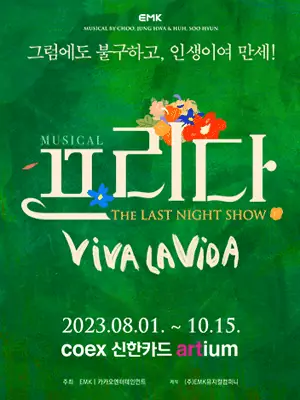 EMK
MUSICAL BY CHOO, JUNG HWA & HUH, SOO HYUN
그럼에도 불구하고, 인생이여 만세!
MUSICAL
프리다
THE LAST NIGHT SHOW
VIVA LAVIDA
2023.08.01. ~ 10.15.
coex 신한카드 artium
주최 EMK | 카카오엔터테인먼트 제작 (주)EMK뮤지컬컴퍼니